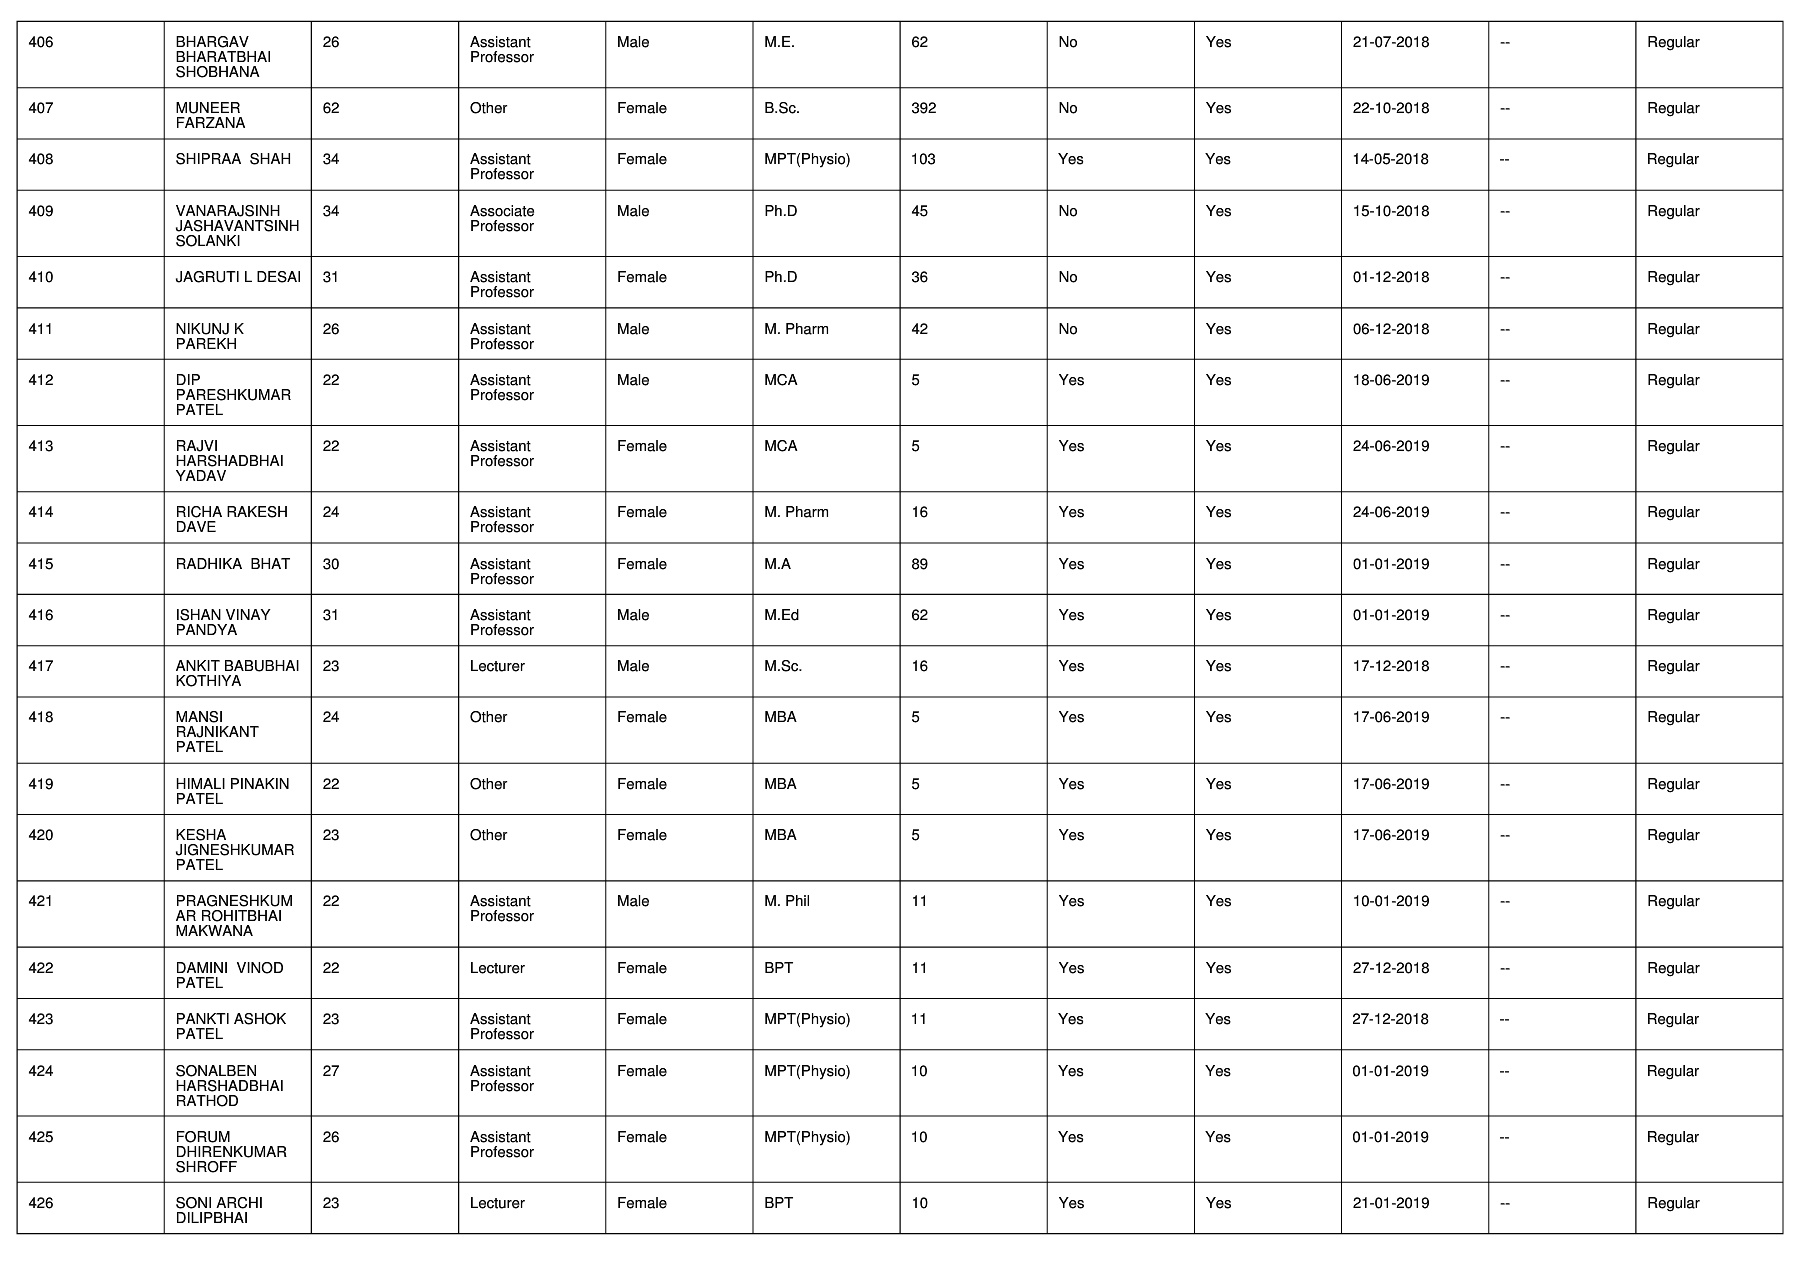 406 BHARGAV 26 Assistant Male M.E. 62 No Yes 21-07-2018 -- Regular
BHARATBHAI Professor
SHOBHANA
407 MUNEER 62 Other Female B.Sc. 392 No Yes 22-10-2018 -- Regular
FARZANA
408 SHIPRAA SHAH 34 Assistant Female MPT(Physio) 103 Yes Yes 14-05-2018 -- Regular
Professor
409 VANARAJSINH 34 Associate Male Ph.D 45 No Yes 15-10-2018 -- Regular
JASHAVANTSINH Professor
SOLANKI
410 JAGRUTI L DESAI 31 Assistant Female Ph.D 36 No Yes 01-12-2018 -- Regular
Professor
411 NIKUNJ K 26 Assistant Male M. Pharm 42 No Yes 06-12-2018 -- Regular
PAREKH Professor
412 DIP 22 Assistant Male MCA 5 Yes Yes 18-06-2019 -- Regular
PARESHKUMAR Professor
PATEL
413 RAJVI 22 Assistant Female MCA 5 Yes Yes 24-06-2019 -- Regular
HARSHADBHAI Professor
YADAV
414 RICHA RAKESH 24 Assistant Female M. Pharm 16 Yes Yes 24-06-2019 -- Regular
DAVE Professor
415 RADHIKA BHAT 30 Assistant Female M.A 89 Yes Yes 01-01-2019 -- Regular
Professor
416 ISHAN VINAY 31 Assistant Male M.Ed 62 Yes Yes 01-01-2019 -- Regular
PANDYA Professor
417 ANKIT BABUBHAI 23 Lecturer Male M.Sc. 16 Yes Yes 17-12-2018 -- Regular
KOTHIYA
418 MANSI 24 Other Female MBA 5 Yes Yes 17-06-2019 -- Regular
RAJNIKANT
PATEL
419 HIMALI PINAKIN 22 Other Female MBA 5 Yes Yes 17-06-2019 -- Regular
PATEL
420 KESHA 23 Other Female MBA 5 Yes Yes 17-06-2019 -- Regular
JIGNESHKUMAR
PATEL
421 PRAGNESHKUM 22 Assistant Male M. Phil 11 Yes Yes 10-01-2019 -- Regular
AR ROHITBHAI Professor
MAKWANA
422 DAMINI VINOD 22 Lecturer Female BPT 11 Yes Yes 27-12-2018 -- Regular
PATEL
423 PANKTI ASHOK 23 Assistant Female MPT(Physio) 11 Yes Yes 27-12-2018 -- Regular
PATEL Professor
424 SONALBEN 27 Assistant Female MPT(Physio) 10 Yes Yes 01-01-2019 -- Regular
HARSHADBHAI Professor
RATHOD
425 FORUM 26 Assistant Female MPT(Physio) 10 Yes Yes 01-01-2019 -- Regular
DHIRENKUMAR Professor
SHROFF
426 SONI ARCHI 23 Lecturer Female BPT 10 Yes Yes 21-01-2019 -- Regular
DILIPBHAI